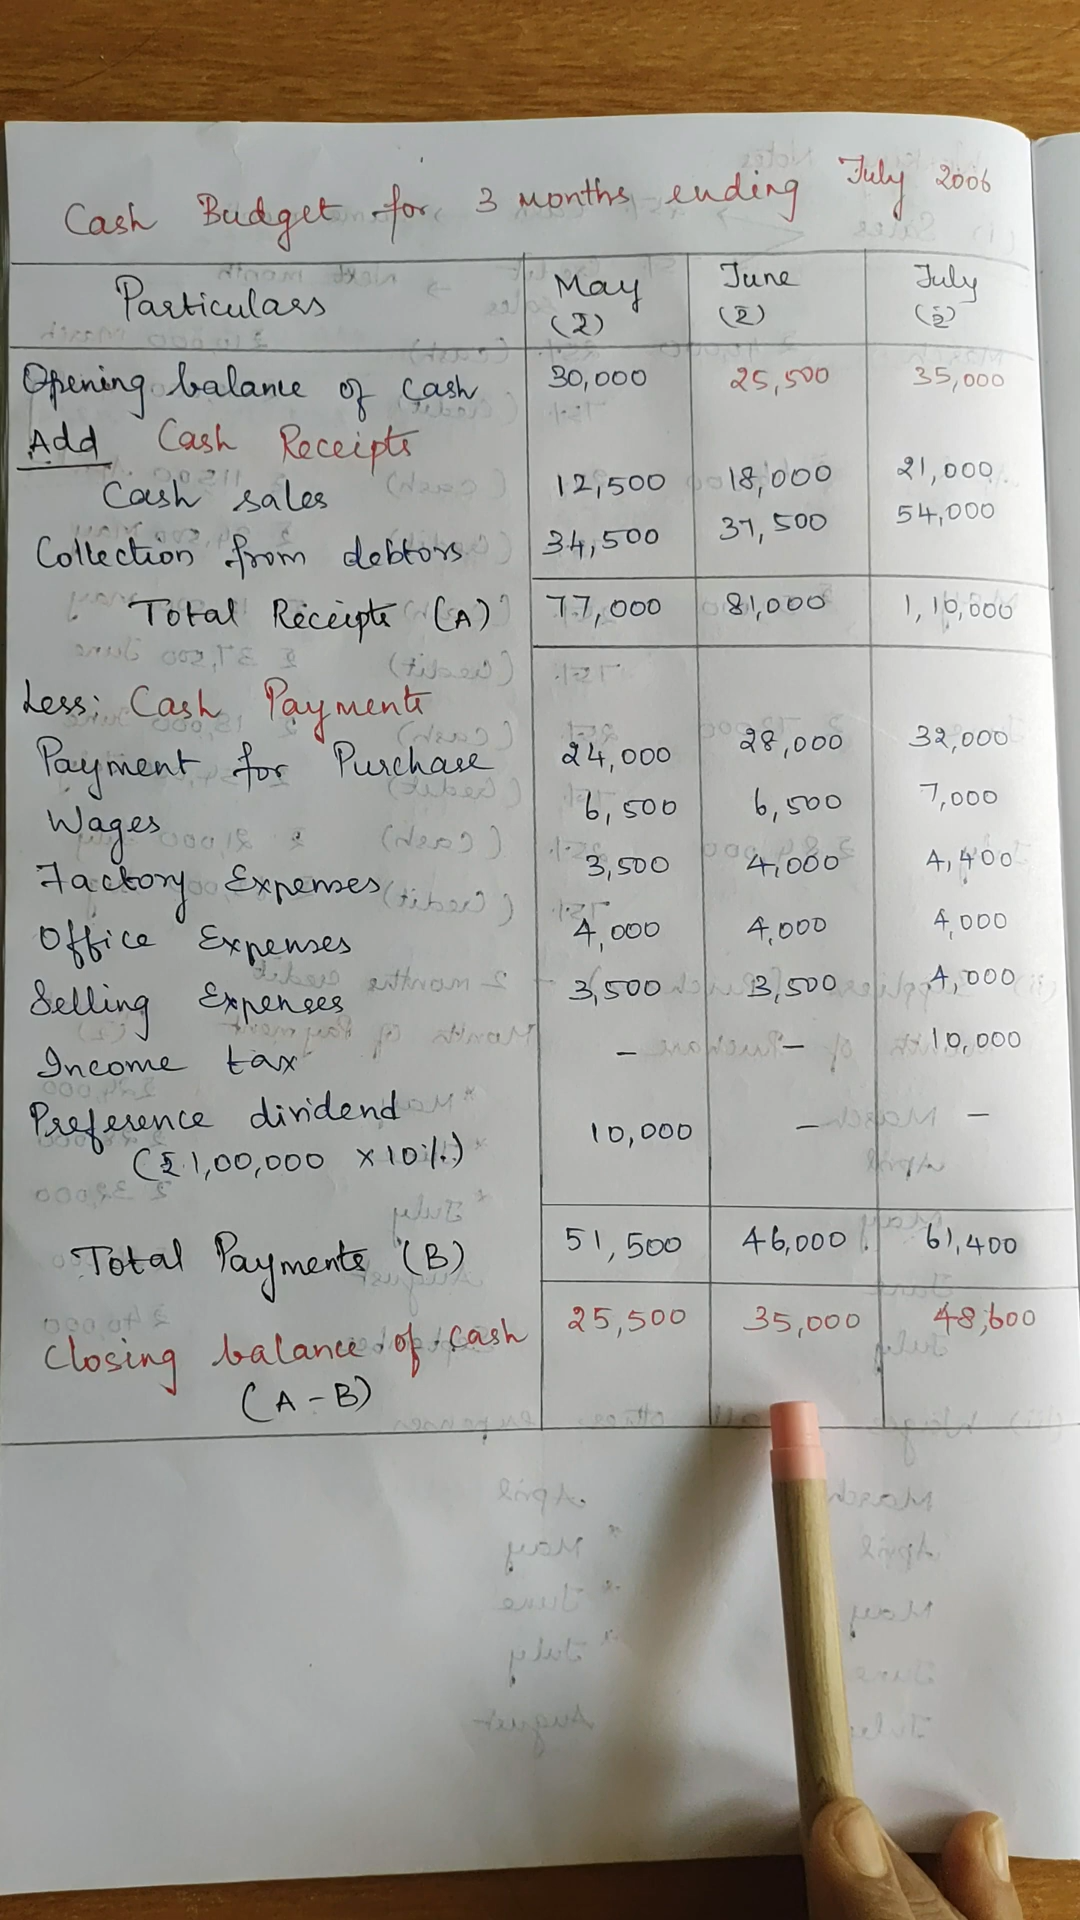 Cash Budget for 3 months ending July 2006
Particulars May (₹) June (₹) July (₹)
Opening balance of cash 30,000 25,500 35,000
Add Cash Receipts
Cash sales 12,500 18,000 21,000
Collection from debtors 34,500 37,500 54,000
Total Receipts (A) 77,000 81,000 1,10,000
Less: Cash Payments
Payment for Purchase 24,000 28,000 32,000
Wages 6,500 6,500 7,000
Factory Expenses 3,500 4,000 4,400
Office Expenses 4,000 4,000 4,000
Selling Expenses 3,500 3,500 4,000
Income tax - - 10,000
Preference dividend 10,000 - -
(₹ 1,00,000 x 10%)
Total Payments (B) 51,500 46,000 61,400
Closing balance of cash 25,500 35,000 48,600
(A - B)